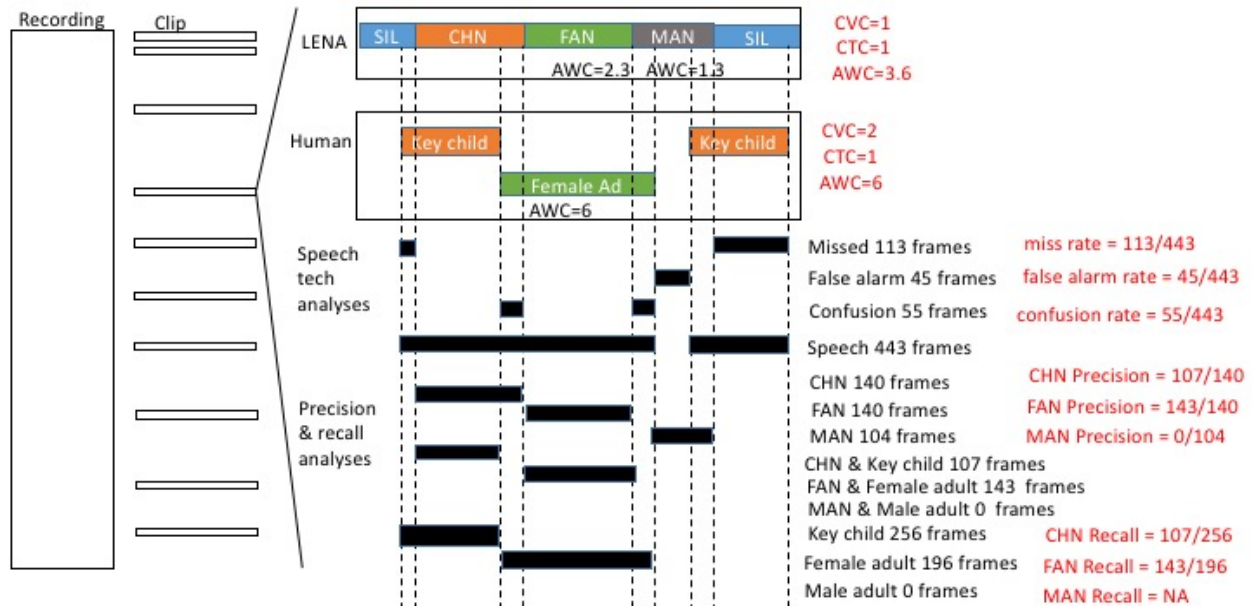 Recording
Clip
LENA
SIL
CHN
FAN
MAN
SIL
AWC=2.3
AWC=1.3
CVC=1
CTC=1
AWC=3.6
Human
Key child
Key child
Female Ad
AWC=6
CVC=2
CTC=1
AWC=6
Speech
tech
analyses
Missed 113 frames
miss rate = 113/443
False alarm 45 frames
false alarm rate = 45/443
Confusion 55 frames
confusion rate = 55/443
Speech 443 frames
Precision
& recall
analyses
CHN 140 frames
CHN Precision = 107/140
FAN 140 frames
FAN Precision = 143/140
MAN 104 frames
MAN Precision = 0/104
CHN & Key child 107 frames
FAN & Female adult 143 frames
MAN & Male adult 0 frames
Key child 256 frames
CHN Recall = 107/256
Female adult 196 frames
FAN Recall = 143/196
Male adult 0 frames
MAN Recall = NA